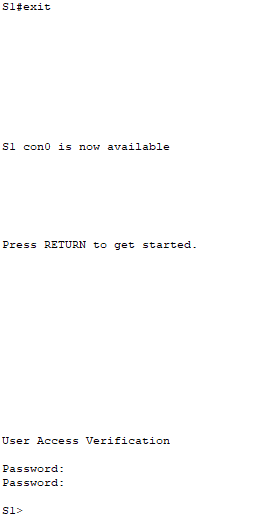 S1#exit
S1 con0 is now available
Press RETURN to get started.
User Access Verification
Password:
Password:
S1>